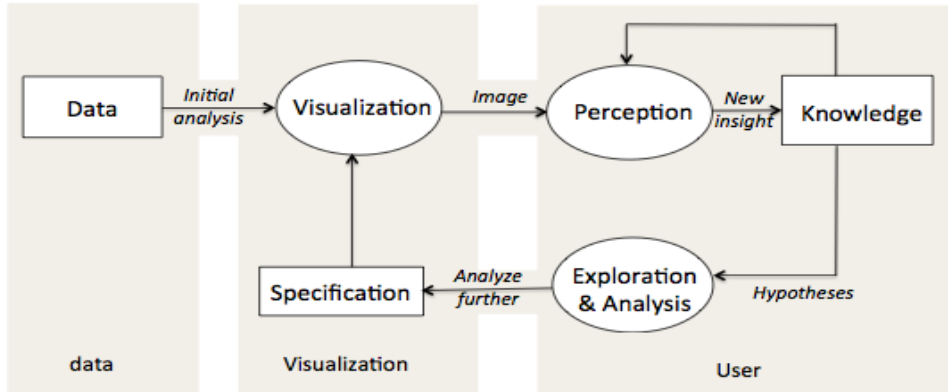 Data
Initial
analysis
Visualization
Image
Perception
New
insight
Knowledge
Specification
Analyze
further
Exploration
& Analysis
Hypotheses
data
Visualization
User